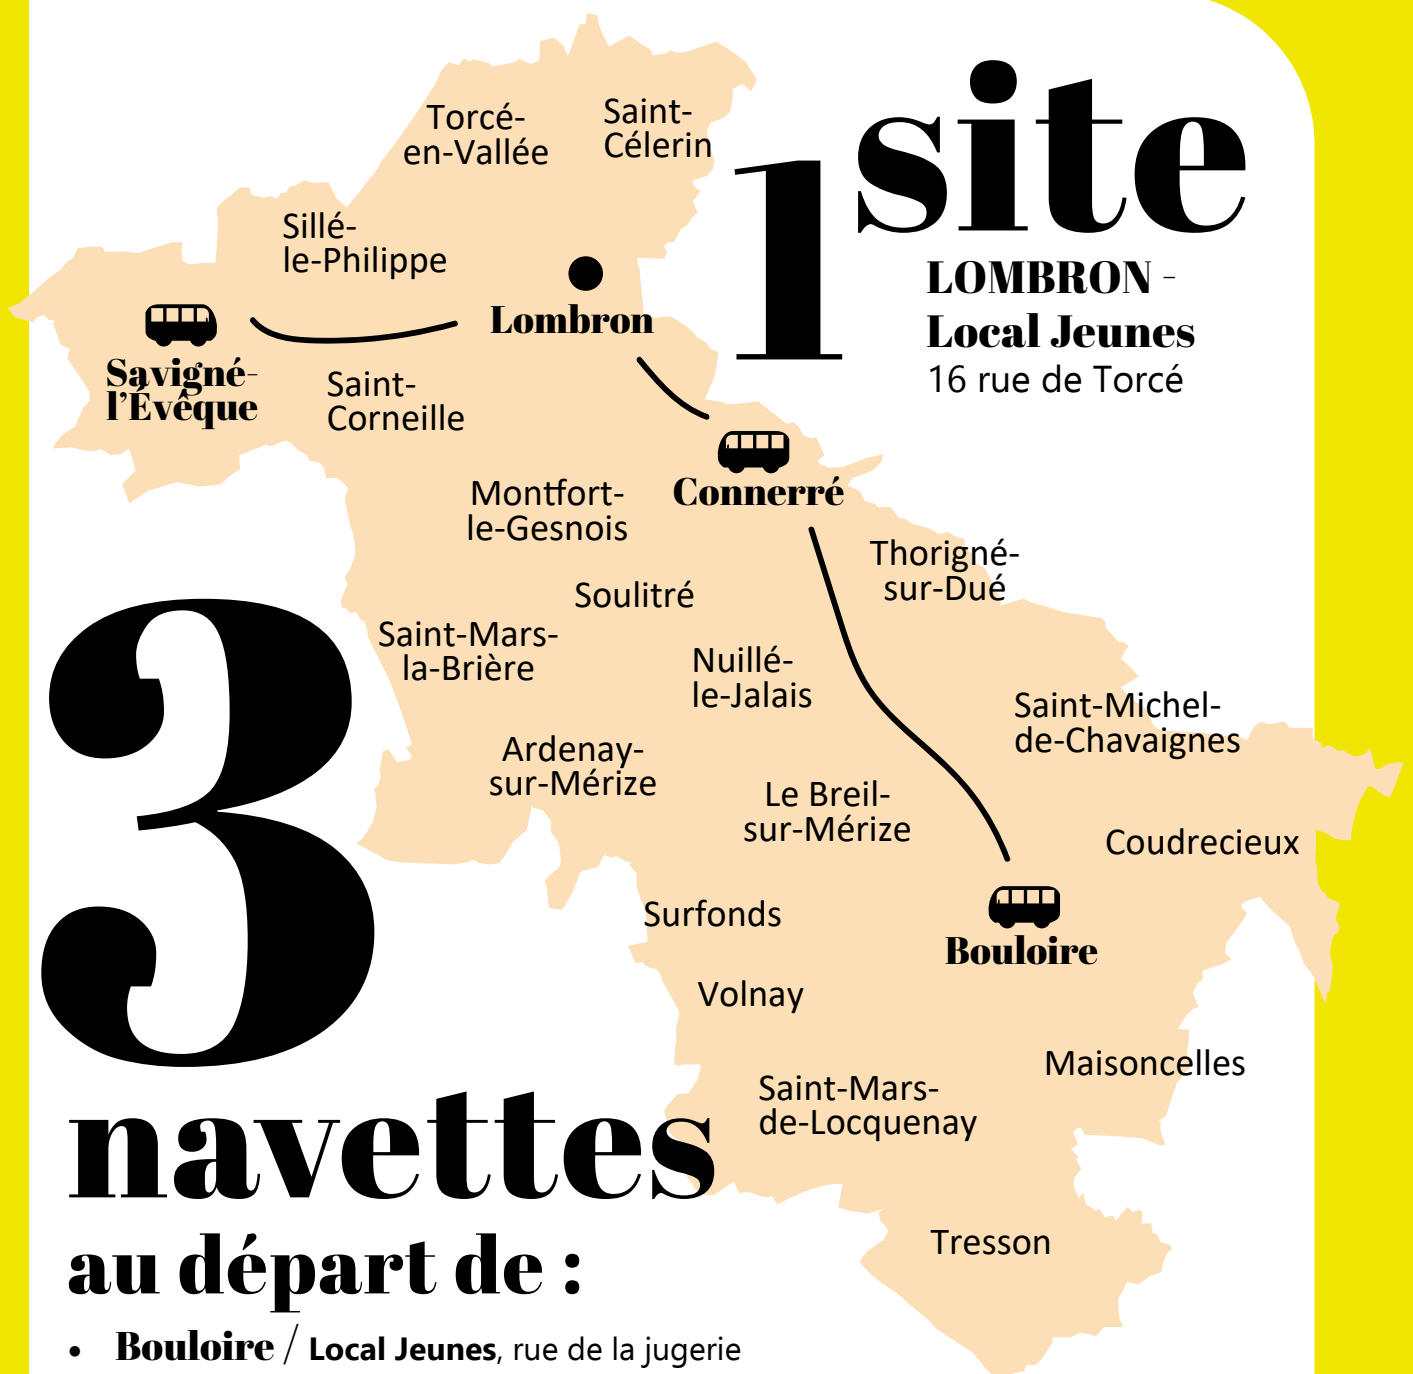 Torcé-
en-Vallée
Saint-
Célerin
1 site
LOMBRON -
Local Jeunes
16 rue de Torcé
Sillé-
le-Philippe
Lombron
Savigné-
l'Évêque
Saint-
Corneille
Connerré
Montfort-
le-Gesnois
Thorigné-
sur-Dué
Soulitré
Saint-Mars-
la-Brière
Nuillé-
le-Jalais
Saint-Michel-
de-Chavaignes
Ardenay-
sur-Mérize
Le Breil-
sur-Mérize
Coudrecieux
Surfonds
Bouloire
Volnay
Maisoncelles
Saint-Mars-
de-Locquenay
Tresson
3
navettes
au départ de :
• Bouloire / Local Jeunes, rue de la jugerie